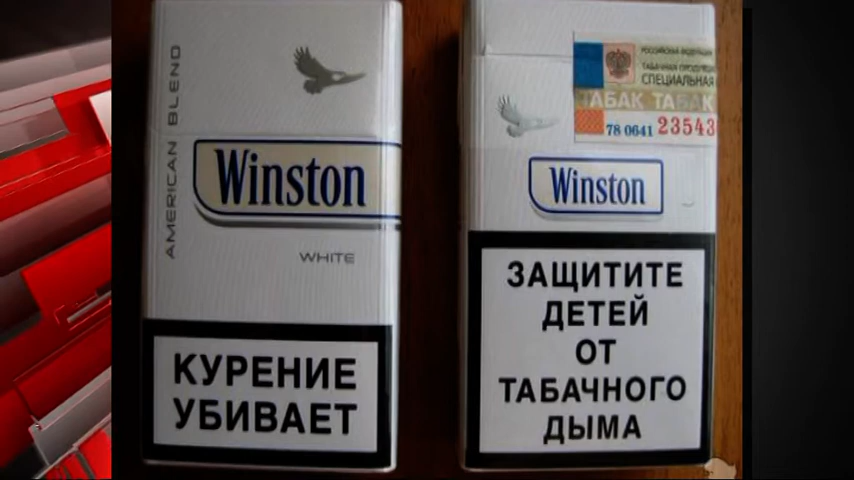 AMERICAN BLEND
Winston
WHITE
КУРЕНИЕ
УБИВАЕТ
РОССИЙСКАЯ ФЕДЕРАЦИЯ
ТАБАЧНАЯ ПРОДУКЦИЯ
СПЕЦИАЛЬНАЯ
ТАБАК ТАБАК
78 0641 23543
Winston
ЗАЩИТИТЕ
ДЕТЕЙ
ОТ
ТАБАЧНОГО
ДЫМА